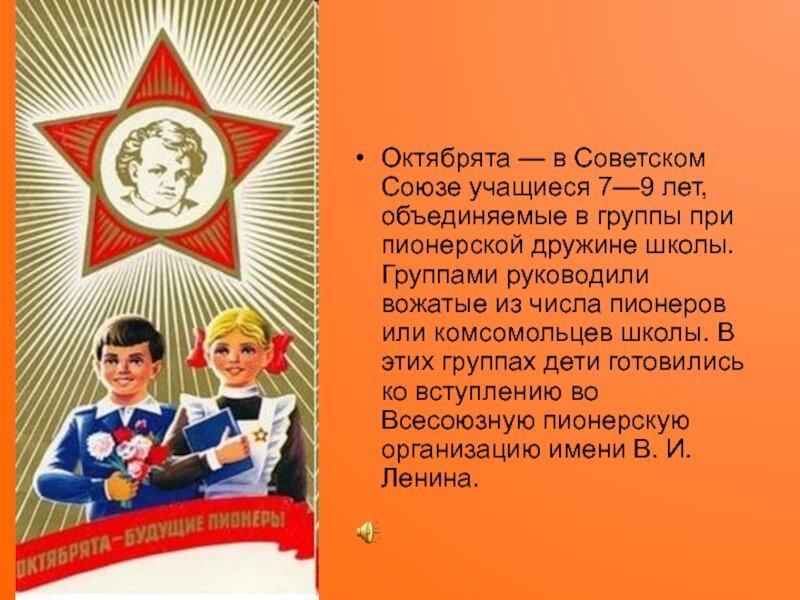 • Октябрята — в Советском
Союзе учащиеся 7—9 лет,
объединяемые в группы при
пионерской дружине школы.
Группами руководили
вожатые из числа пионеров
или комсомольцев школы. В
этих группах дети готовились
ко вступлению во
Всесоюзную пионерскую
организацию имени В. И.
Ленина.
ОКТЯБРЯТА – БУДУЩИЕ ПИОНЕРЫ